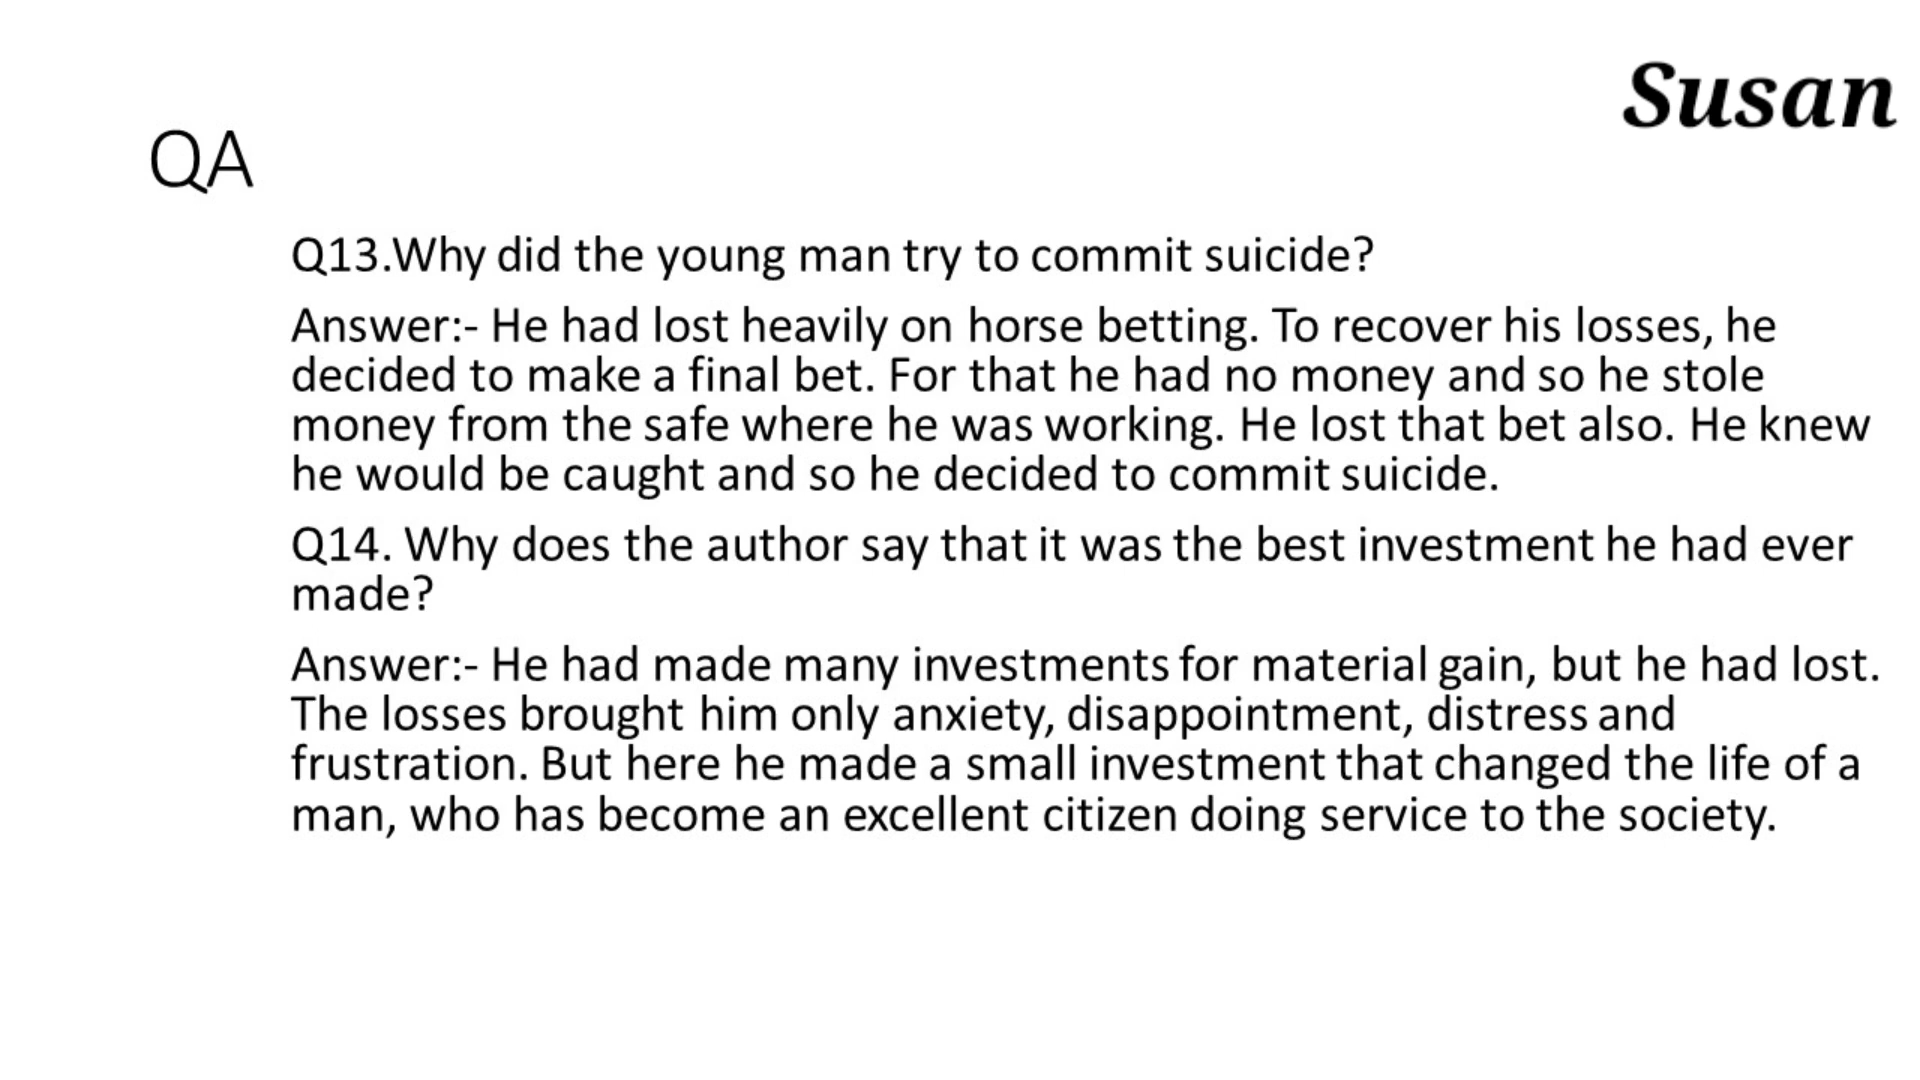 Susan
QA
Q13.Why did the young man try to commit suicide?
Answer:- He had lost heavily on horse betting. To recover his losses, he
decided to make a final bet. For that he had no money and so he stole
money from the safe where he was working. He lost that bet also. He knew
he would be caught and so he decided to commit suicide.
Q14. Why does the author say that it was the best investment he had ever
made?
Answer:- He had made many investments for material gain, but he had lost.
The losses brought him only anxiety, disappointment, distress and
frustration. But here he made a small investment that changed the life of a
man, who has become an excellent citizen doing service to the society.